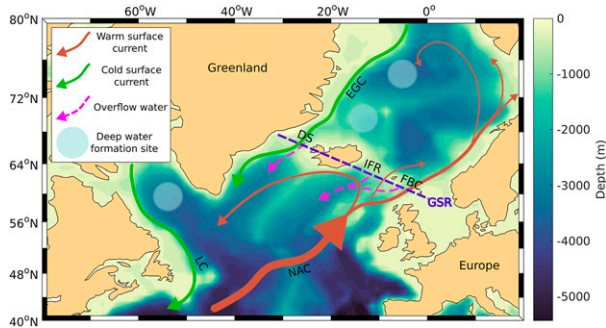 40°W 20°W 0°
80°N
72°N
64°N
56°N
48°N
40°N
Warm surface
current
Cold surface
current
Overflow water
Deep water
formation site
Greenland
EGC
DS
IFR
FBC
GSR
LC
NAC
Europe
0
-1000
-2000
-3000
-4000
-5000
Depth (m)